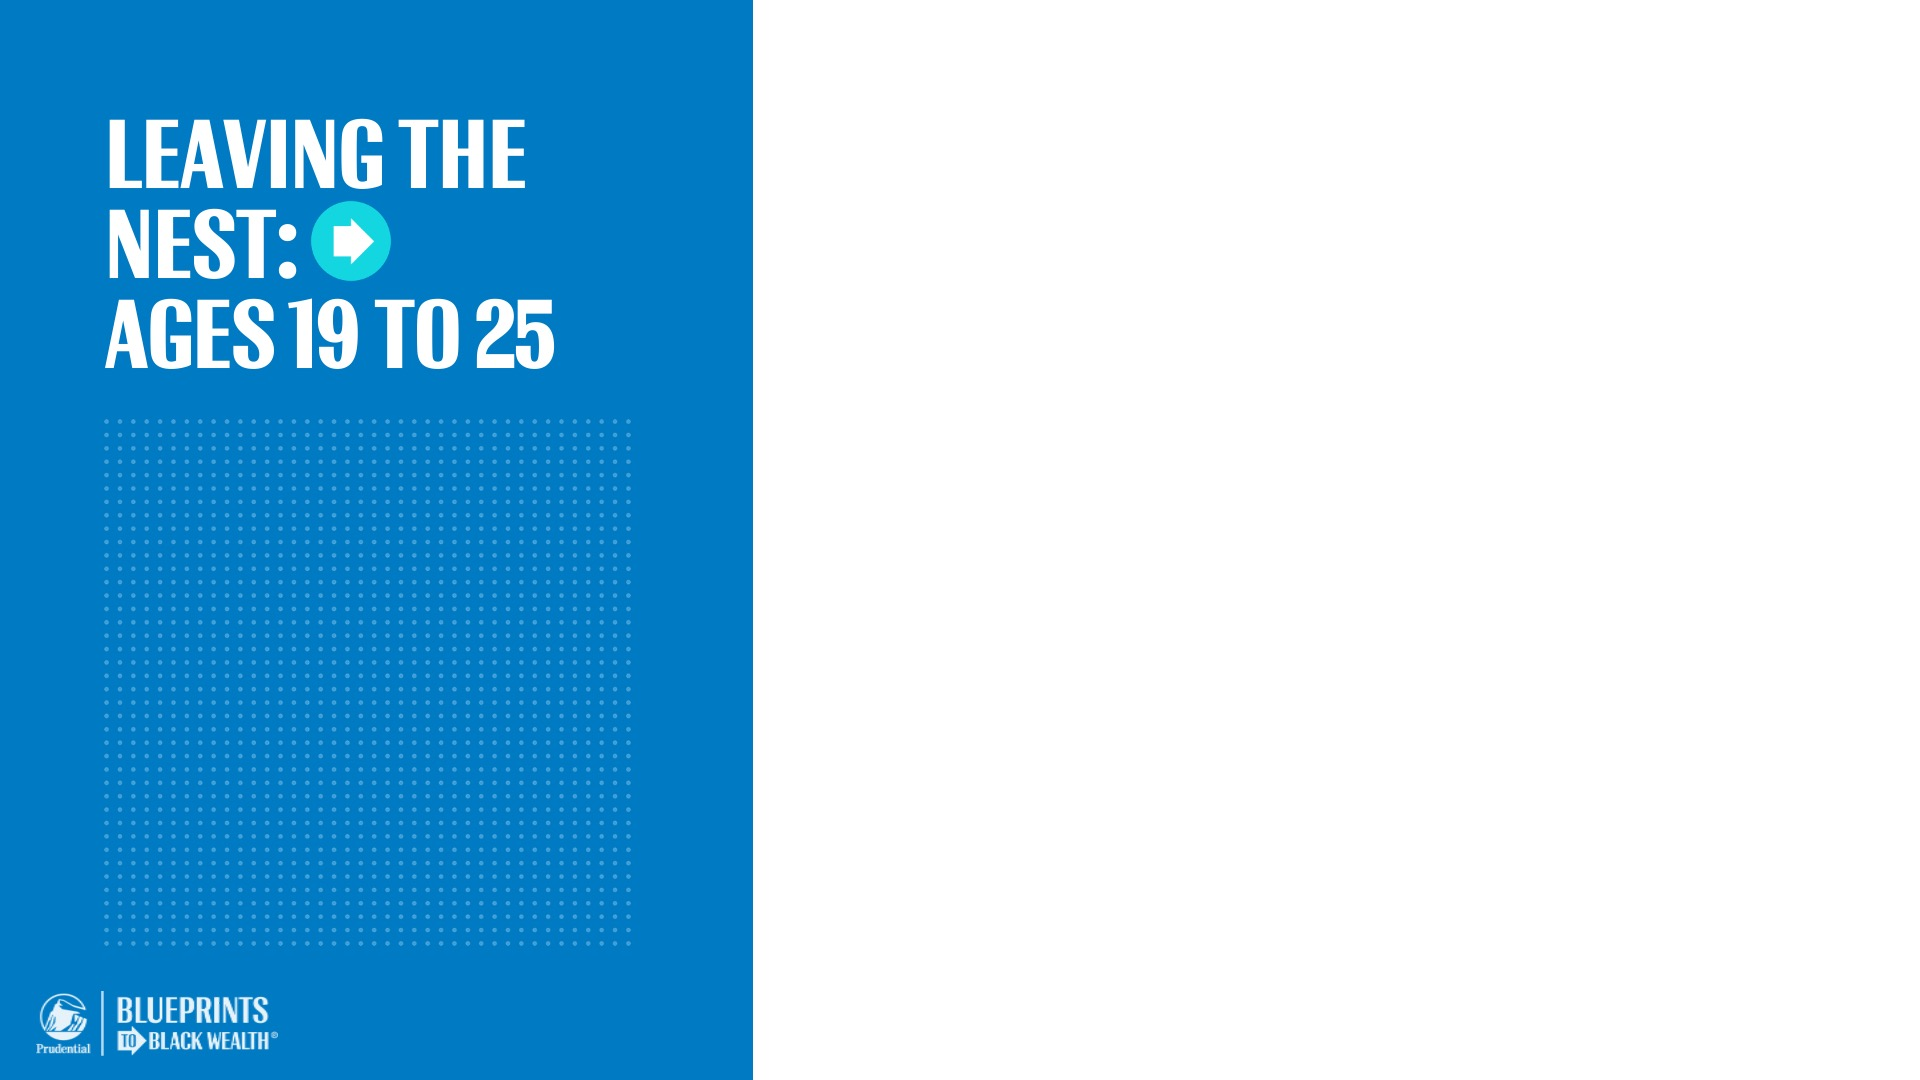 LEAVING THE
NEST:
AGES 19 TO 25
Prudential
BLUEPRINTS
TO BLACK WEALTH®